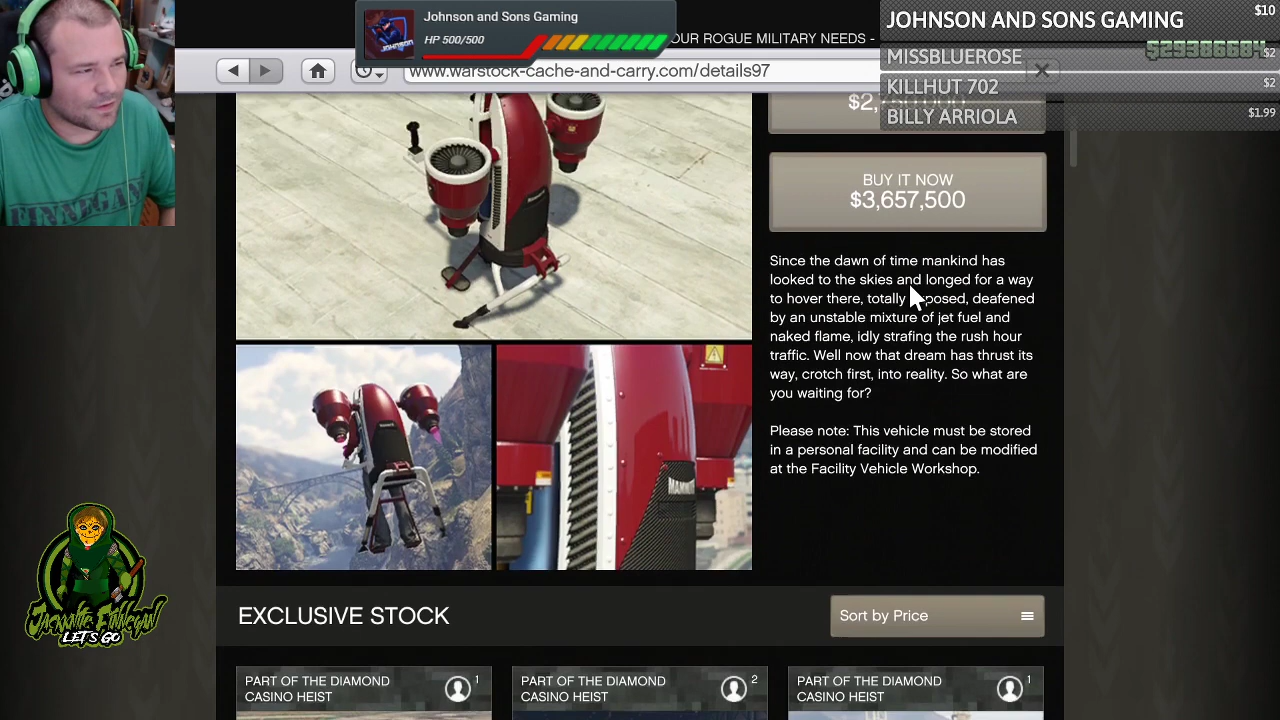 Johnson and Sons Gaming
HP 500/500
JOHNSON
OUR ROGUE MILITARY NEEDS -
JOHNSON AND SONS GAMING $10
MISSBLUEROSE $2
KILLHUT 702 $2
BILLY ARRIOLA $1.99
www.warstock-cache-and-carry.com/details97
BUY IT NOW
$3,657,500
Since the dawn of time mankind has
looked to the skies and longed for a way
to hover there, totally exposed, deafened
by an unstable mixture of jet fuel and
naked flame, idly strafing the rush hour
traffic. Well now that dream has thrust its
way, crotch first, into reality. So what are
you waiting for?
Please note: This vehicle must be stored
in a personal facility and can be modified
at the Facility Vehicle Workshop.
FINNEGAN
LET'S GO
EXCLUSIVE STOCK
Sort by Price
PART OF THE DIAMOND
CASINO HEIST
1
PART OF THE DIAMOND
CASINO HEIST
2
PART OF THE DIAMOND
CASINO HEIST
1